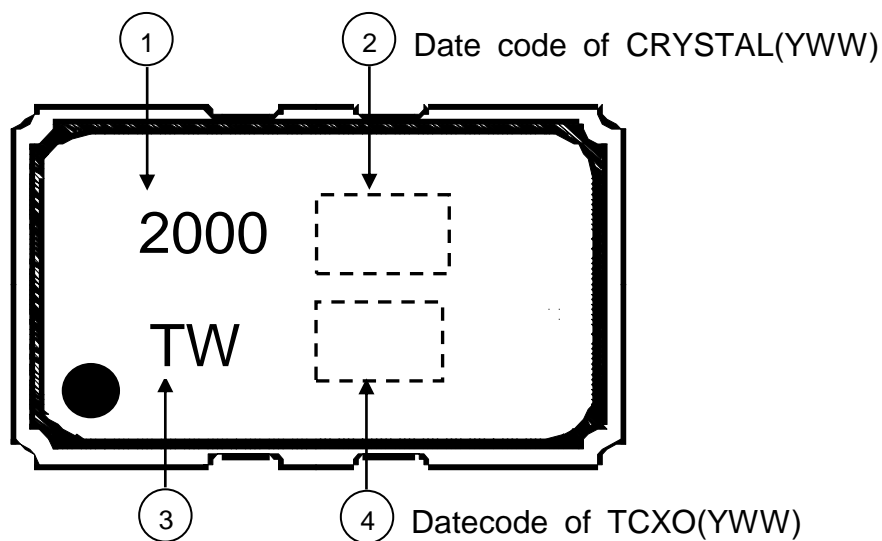 1
2 Date code of CRYSTAL(YWW)
2000
TW
3
4 Datecode of TCXO(YWW)